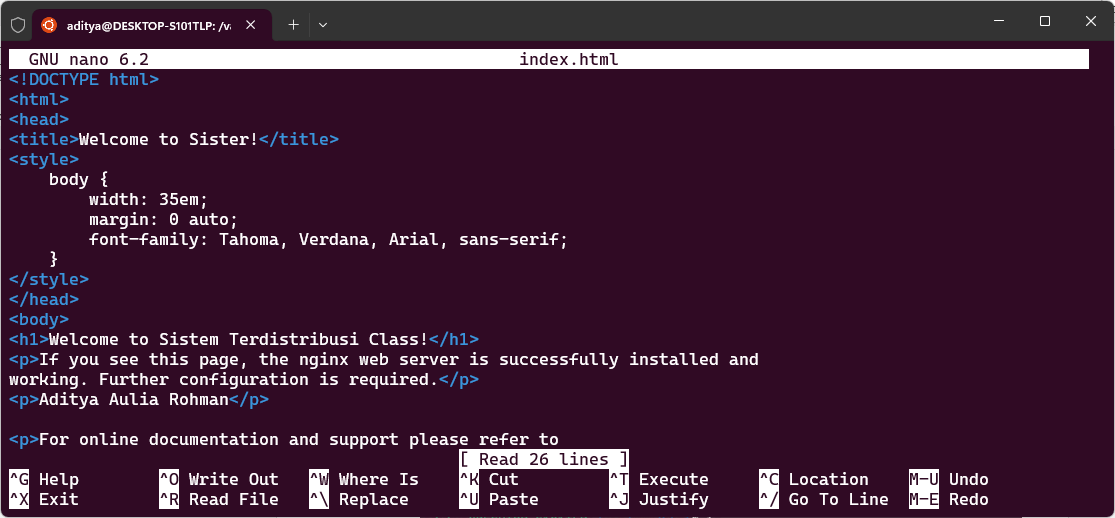 aditya@DESKTOP-S101TLP: /v
GNU nano 6.2 index.html
<!DOCTYPE html>
<html>
<head>
<title>Welcome to Sister!</title>
<style>
    body {
        width: 35em;
        margin: 0 auto;
        font-family: Tahoma, Verdana, Arial, sans-serif;
    }
</style>
</head>
<body>
<h1>Welcome to Sistem Terdistribusi Class!</h1>
<p>If you see this page, the nginx web server is successfully installed and
working. Further configuration is required.</p>
<p>Aditya Aulia Rohman</p>

<p>For online documentation and support please refer to
[ Read 26 lines ]
^G Help ^O Write Out ^W Where Is ^K Cut ^T Execute ^C Location M-U Undo
^X Exit ^R Read File ^\ Replace ^U Paste ^J Justify ^/ Go To Line M-E Redo